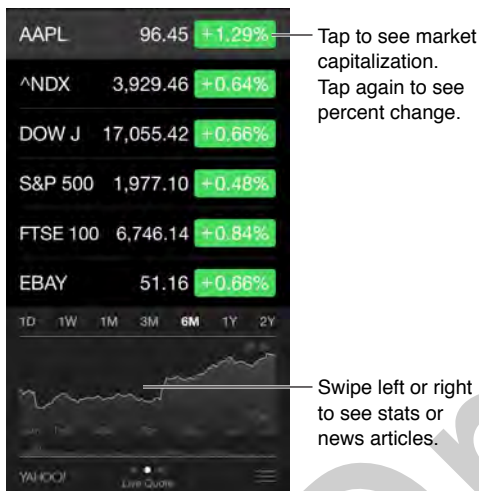 AAPL 96.45 +1.29%
Tap to see market
capitalization.
Tap again to see
percent change.
^NDX 3,929.46 +0.64%
DOW J 17,055.42 +0.66%
S&P 500 1,977.10 +0.48%
FTSE 100 6,746.14 +0.84%
EBAY 51.16 +0.66%
1D 1W 1M 3M 6M 1Y 2Y
Swipe left or right
to see stats or
news articles.
YAHOO!
Live Quote